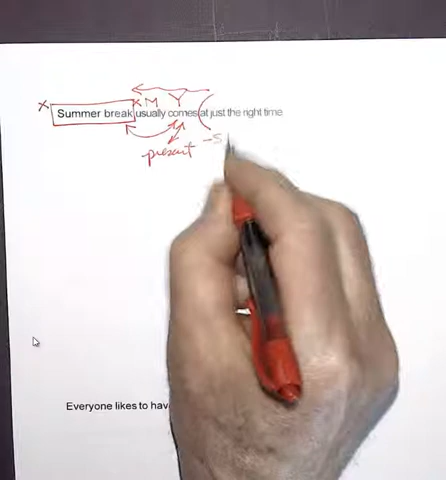 x x M Y
Summer break usually comes at just the right time
present -s
Everyone likes to hav